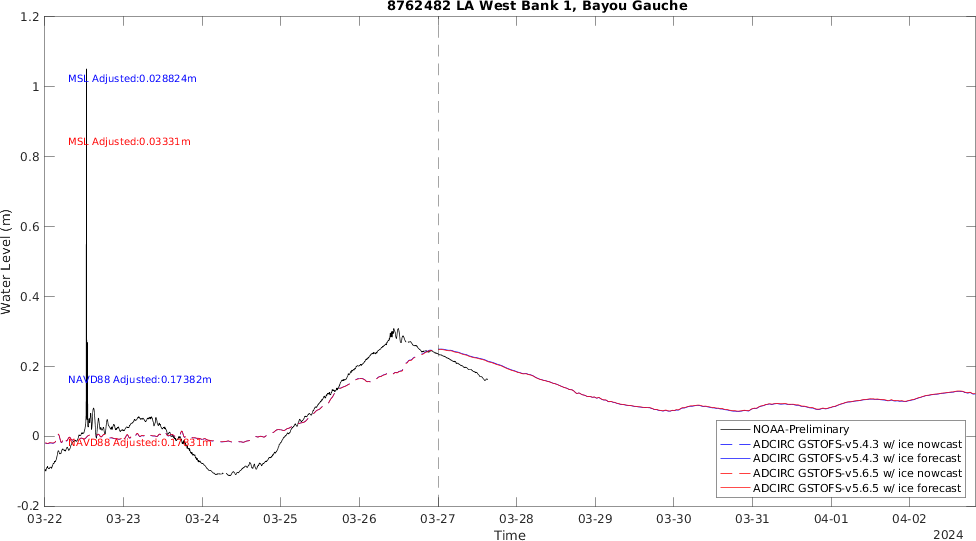 8762482 LA West Bank 1, Bayou Gauche
1.2
1
0.8
0.6
0.4
0.2
0
-0.2
Water Level (m)
MSL Adjusted:0.028824m
MSL Adjusted:0.03331m
NAVD88 Adjusted:0.17382m
NOAA-Preliminary
ADCIRC GSTOFS-v5.4.3 w/ ice nowcast
ADCIRC GSTOFS-v5.4.3 w/ ice forecast
ADCIRC GSTOFS-v5.6.5 w/ ice nowcast
ADCIRC GSTOFS-v5.6.5 w/ ice forecast
03-22 03-23 03-24 03-25 03-26 03-27 03-28 03-29 03-30 03-31 04-01 04-02
Time
2024